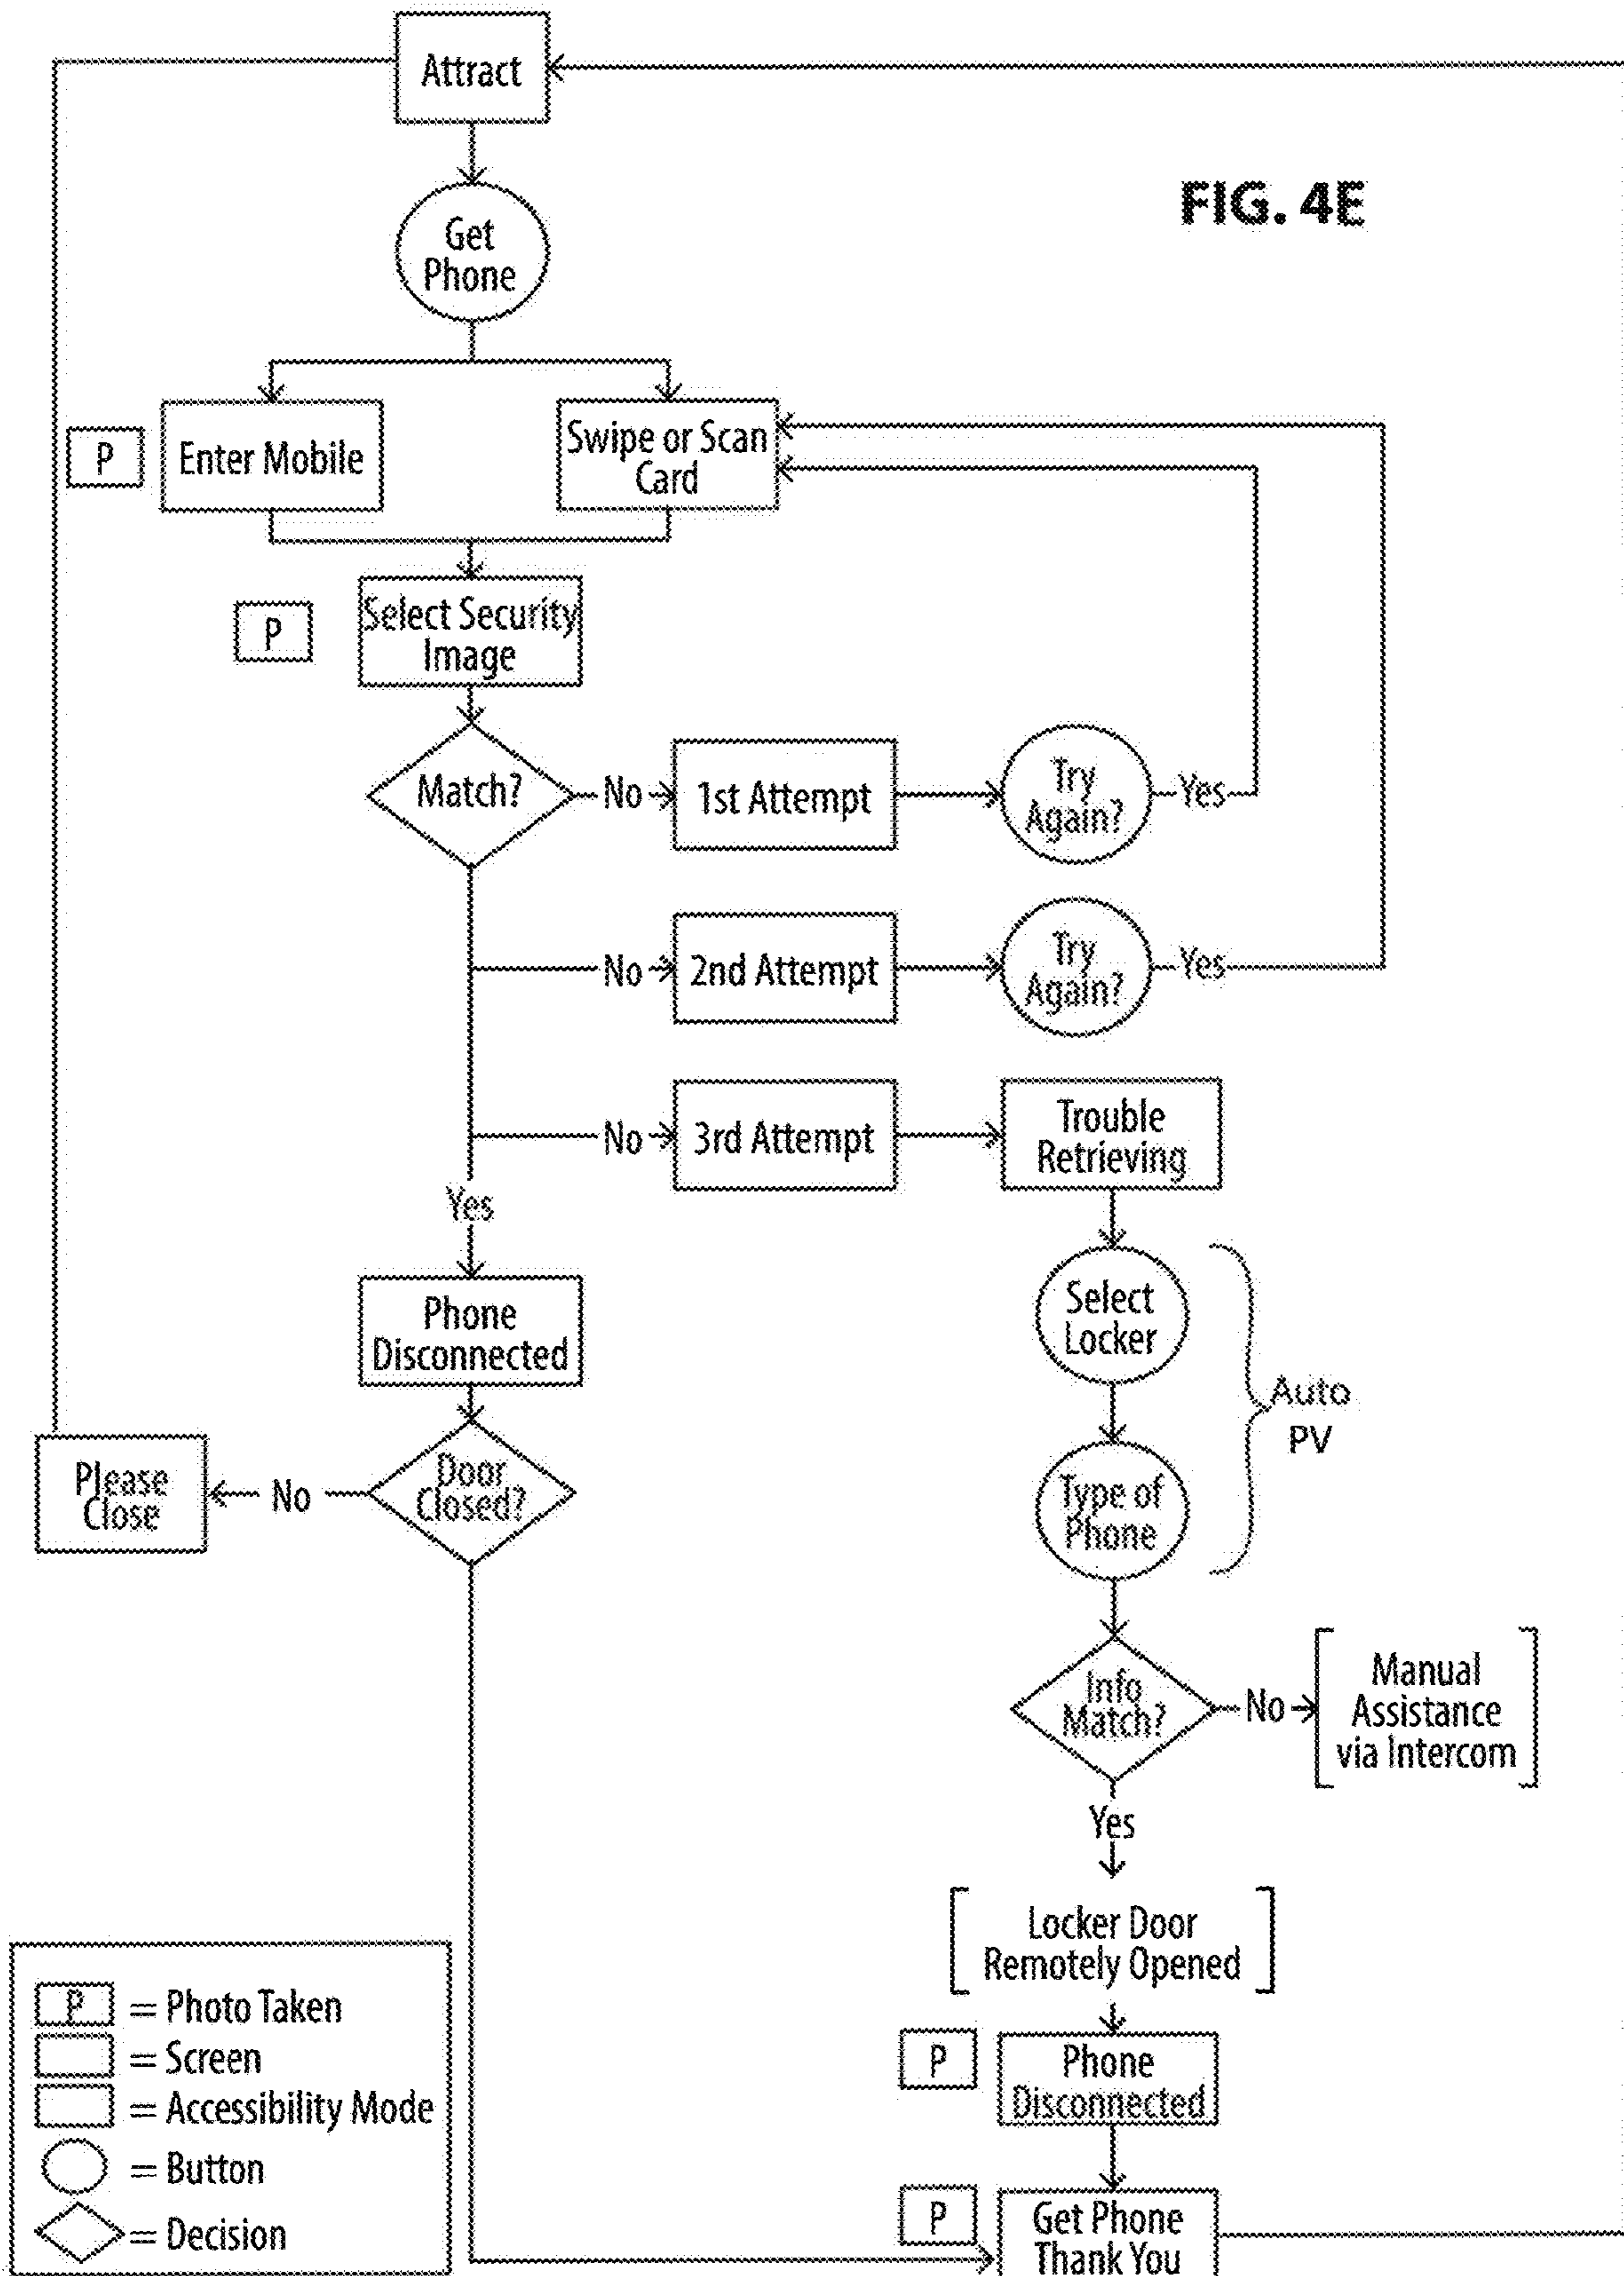 Attract
FIG. 4E
Get
Phone
P
Enter Mobile
Swipe or Scan
Card
P
Select Security
Image
Match?
No
1st Attempt
Try
Again?
Yes
No
2nd Attempt
Try
Again?
Yes
No
3rd Attempt
Trouble
Retrieving
Yes
Phone
Disconnected
Select
Locker
Auto
PV
Please
Close
No
Door
Closed?
Type of
Phone
Info
Match?
No
Manual
Assistance
via Intercom
Yes
Locker Door
Remotely Opened
P
Phone
Disconnected
P
Get Phone
Thank You
P = Photo Taken
= Screen
= Accessibility Mode
= Button
= Decision